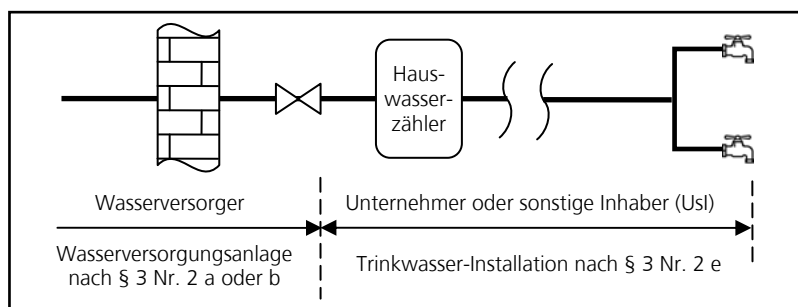 Haus-
wasser-
zähler
Wasserversorger
Unternehmer oder sonstige Inhaber (UsI)
Wasserversorgungsanlage
nach § 3 Nr. 2 a oder b
Trinkwasser-Installation nach § 3 Nr. 2 e